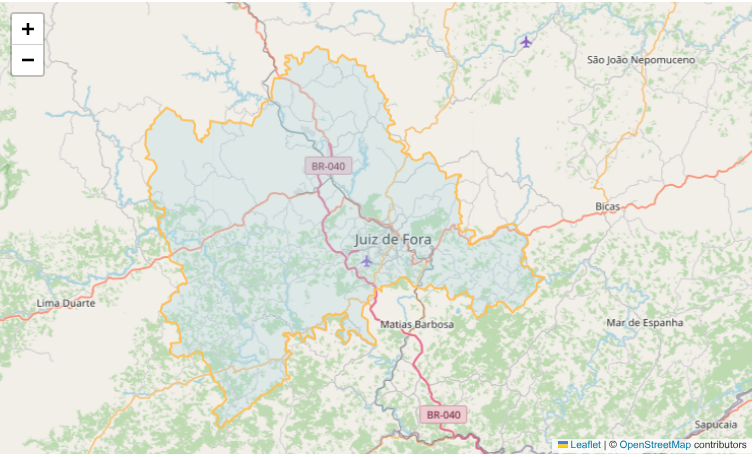 +
−
São João Nepomuceno
BR-040
Bicas
Juiz de Fora
Lima Duarte
Matias Barbosa
Mar de Espanha
BR-040
Sapucaia
Leaflet | © OpenStreetMap contributors